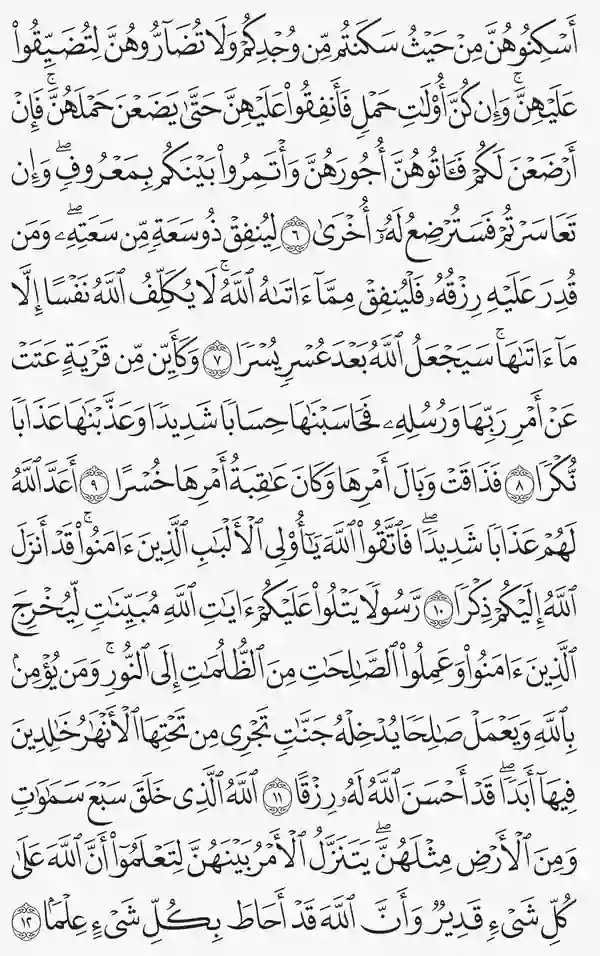 أَسْكِنُوهُنَّ مِنْ حَيْثُ سَكَنتُم مِّن وُجْدِكُمْ وَلَا تُضَآرُّوهُنَّ لِتُضَيِّقُوا۟
عَلَيْهِنَّ ۚ وَإِن كُنَّ أُو۟لَـٰتِ حَمْلٍ فَأَنفِقُوا۟ عَلَيْهِنَّ حَتَّىٰ يَضَعْنَ حَمْلَهُنَّ ۚ فَإِنْ
أَرْضَعْنَ لَكُمْ فَـَٔاتُوهُنَّ أُجُورَهُنَّ وَأْتَمِرُوا۟ بَيْنَكُم بِمَعْرُوفٍ ۖ وَإِن
تَعَاسَرْتُمْ فَسَتُرْضِعُ لَهُۥٓ أُخْرَىٰ ٦ لِيُنفِقْ ذُو سَعَةٍ مِّن سَعَتِهِۦ ۖ وَمَن
قُدِرَ عَلَيْهِ رِزْقُهُۥ فَلْيُنفِقْ مِمَّآ ءَاتَىٰهُ ٱللَّهُ ۚ لَا يُكَلِّفُ ٱللَّهُ نَفْسًا إِلَّا
مَآ ءَاتَىٰهَا ۚ سَيَجْعَلُ ٱللَّهُ بَعْدَ عُسْرٍ يُسْرًا ٧ وَكَأَيِّن مِّن قَرْيَةٍ عَتَتْ
عَنْ أَمْرِ رَبِّهَا وَرُسُلِهِۦ فَحَاسَبْنَـٰهَا حِسَابًا شَدِيدًا وَعَذَّبْنَـٰهَا عَذَابًا
نُّكْرًا ٨ فَذَاقَتْ وَبَالَ أَمْرِهَا وَكَانَ عَـٰقِبَةُ أَمْرِهَا خُسْرًا ٩ أَعَدَّ ٱللَّهُ
لَهُمْ عَذَابًا شَدِيدًا ۖ فَٱتَّقُوا۟ ٱللَّهَ يَـٰٓأُو۟لِى ٱلْأَلْبَـٰبِ ٱلَّذِينَ ءَامَنُوا۟ ۚ قَدْ أَنزَلَ
ٱللَّهُ إِلَيْكُمْ ذِكْرًا ١٠ رَّسُولًا يَتْلُوا۟ عَلَيْكُمْ ءَايَـٰتِ ٱللَّهِ مُبَيِّنَـٰتٍ لِّيُخْرِجَ
ٱلَّذِينَ ءَامَنُوا۟ وَعَمِلُوا۟ ٱلصَّـٰلِحَـٰتِ مِنَ ٱلظُّلُمَـٰتِ إِلَى ٱلنُّورِ ۚ وَمَن يُؤْمِنۢ
بِٱللَّهِ وَيَعْمَلْ صَـٰلِحًا يُدْخِلْهُ جَنَّـٰتٍ تَجْرِى مِن تَحْتِهَا ٱلْأَنْهَـٰرُ خَـٰلِدِينَ
فِيهَآ أَبَدًا ۖ قَدْ أَحْسَنَ ٱللَّهُ لَهُۥ رِزْقًا ١١ ٱللَّهُ ٱلَّذِى خَلَقَ سَبْعَ سَمَـٰوَٰتٍ
وَمِنَ ٱلْأَرْضِ مِثْلَهُنَّ ۖ يَتَنَزَّلُ ٱلْأَمْرُ بَيْنَهُنَّ لِتَعْلَمُوٓا۟ أَنَّ ٱللَّهَ عَلَىٰ
كُلِّ شَىْءٍ قَدِيرٌ وَأَنَّ ٱللَّهَ قَدْ أَحَاطَ بِكُلِّ شَىْءٍ عِلْمًۢا ١٢